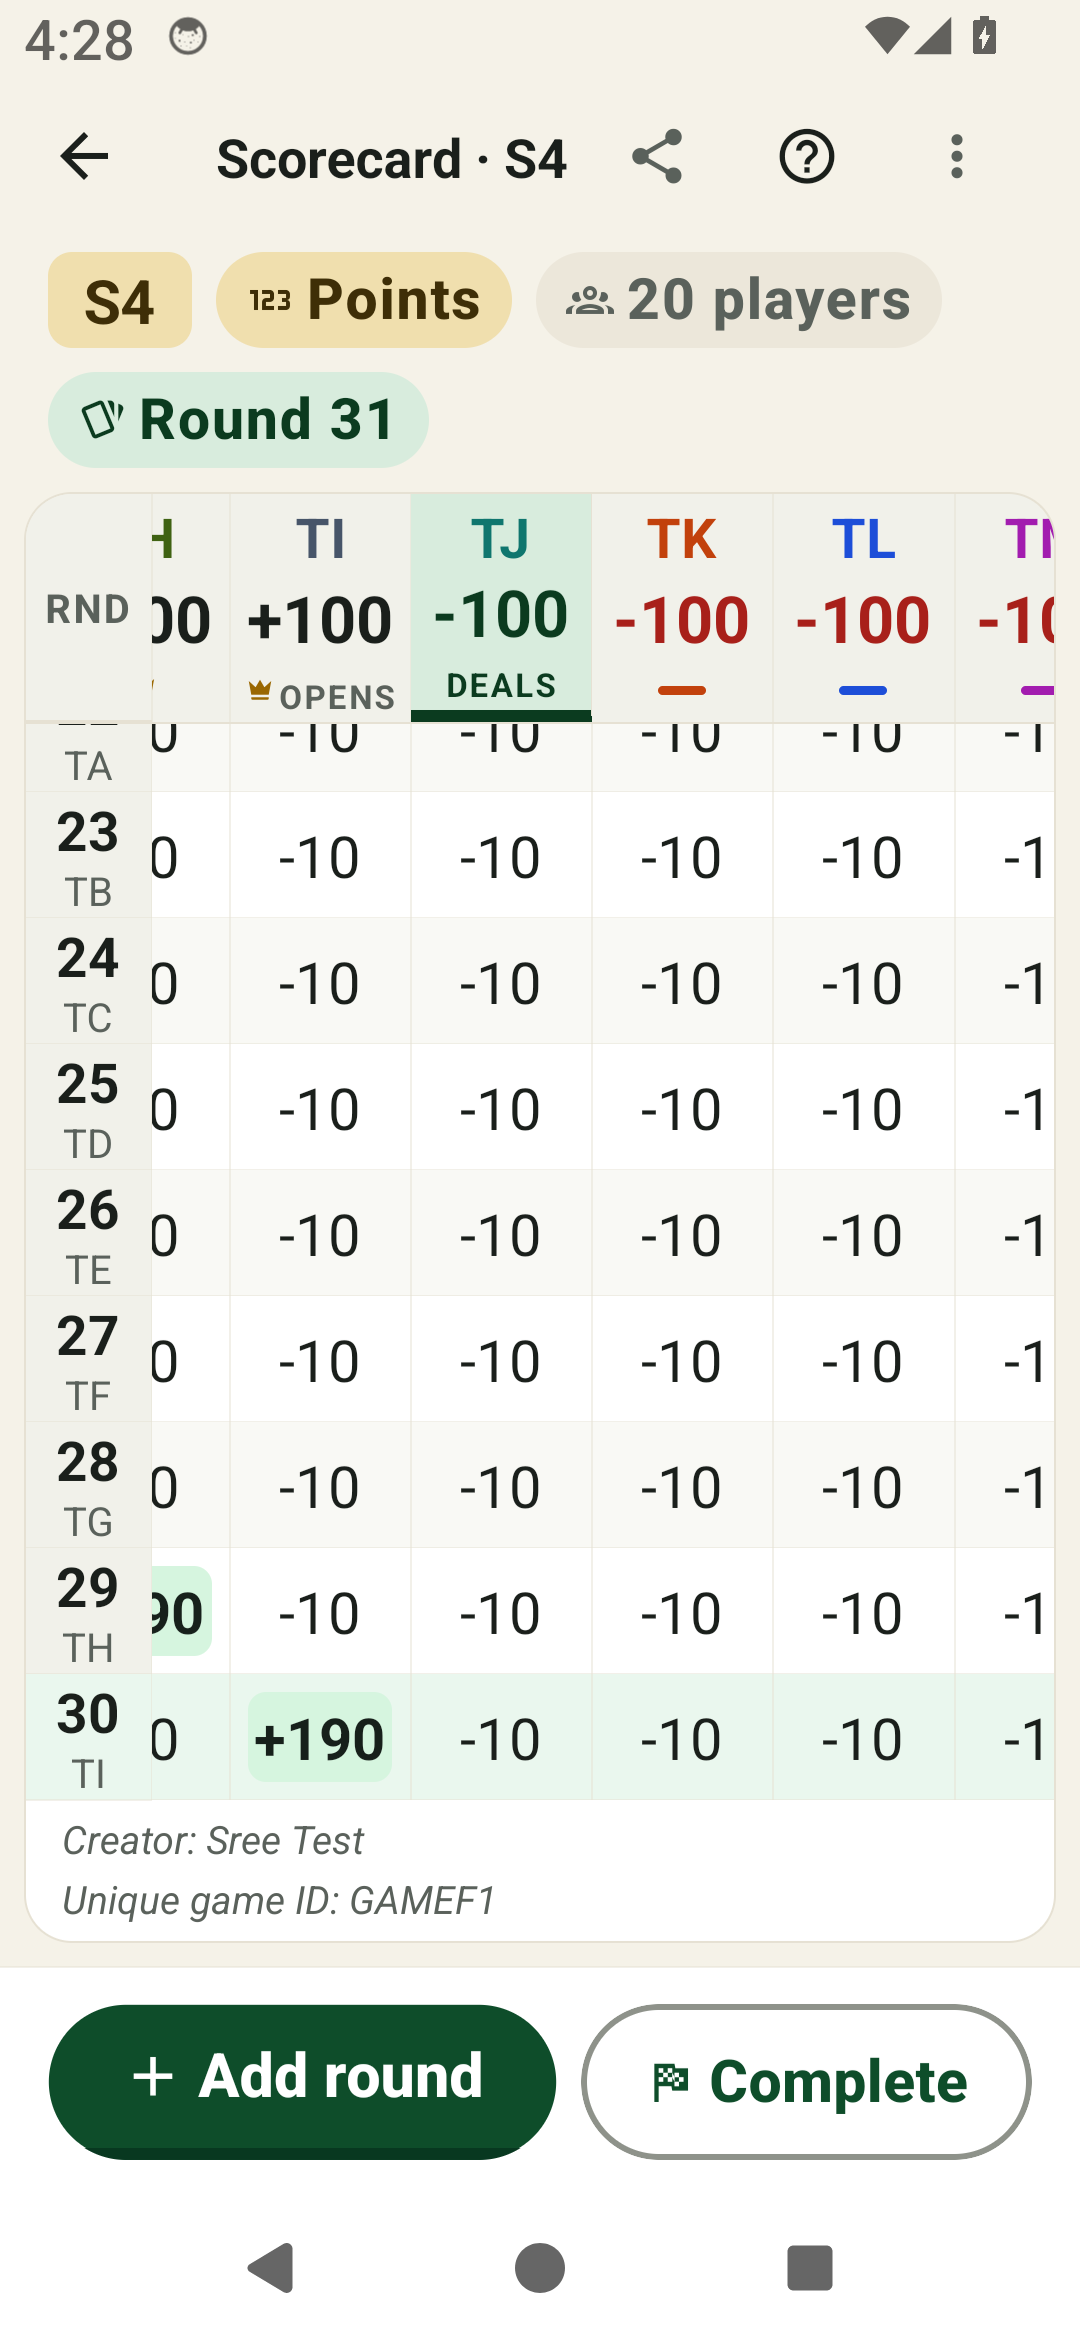 4:28
Scorecard · S4
S4
123 Points
20 players
Round 31
RND
TI
TJ
TK
TL
+100
-100
-100
-100
OPENS
DEALS
-10 -10 -10 -10
TA
23 -10 -10 -10 -10
TB
24 -10 -10 -10 -10
TC
25 -10 -10 -10 -10
TD
26 -10 -10 -10 -10
TE
27 -10 -10 -10 -10
TF
28 -10 -10 -10 -10
TG
29 -10 -10 -10 -10
TH
30 +190 -10 -10 -10
TI
Creator: Sree Test
Unique game ID: GAMEF1
Add round
Complete